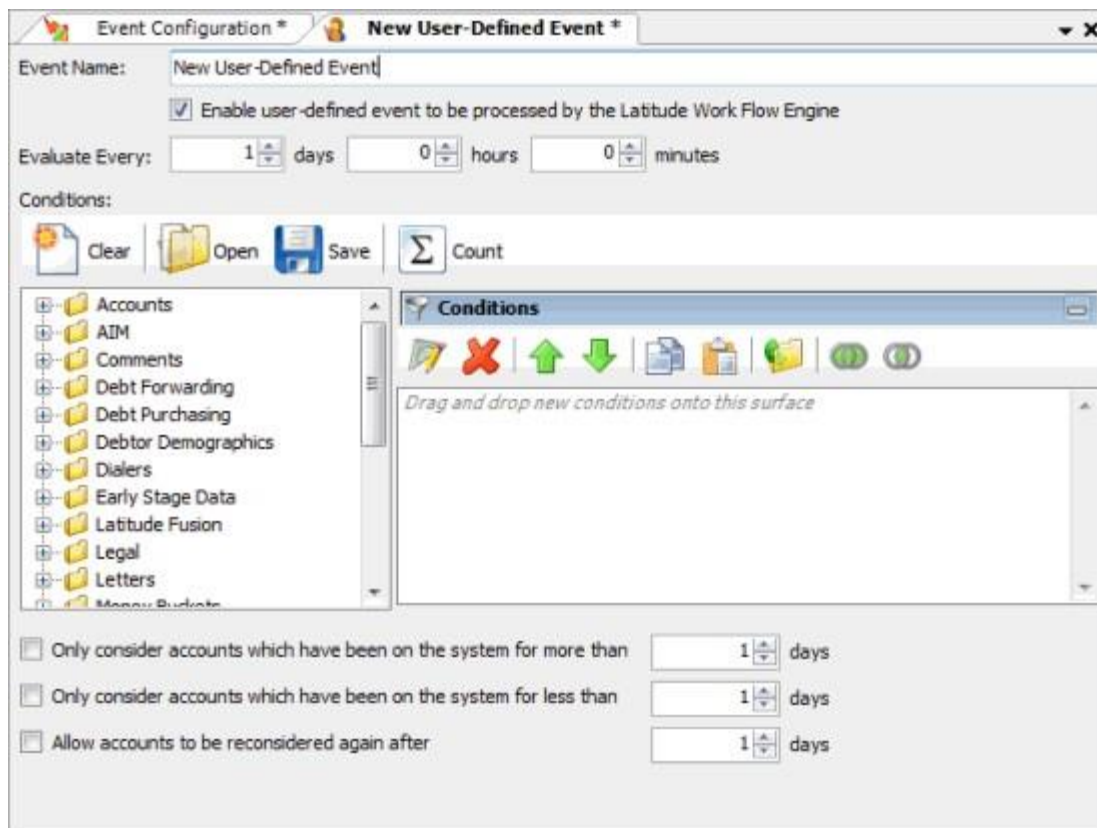 Event Configuration * New User-Defined Event *
Event Name: New User-Defined Event
Enable user-defined event to be processed by the Latitude Work Flow Engine
Evaluate Every: 1 days 0 hours 0 minutes
Conditions:
Clear Open Save Σ Count
Accounts
AIM
Comments
Debt Forwarding
Debt Purchasing
Debtor Demographics
Dialers
Early Stage Data
Latitude Fusion
Legal
Letters
Money Buckets
Conditions
Drag and drop new conditions onto this surface
Only consider accounts which have been on the system for more than 1 days
Only consider accounts which have been on the system for less than 1 days
Allow accounts to be reconsidered again after 1 days